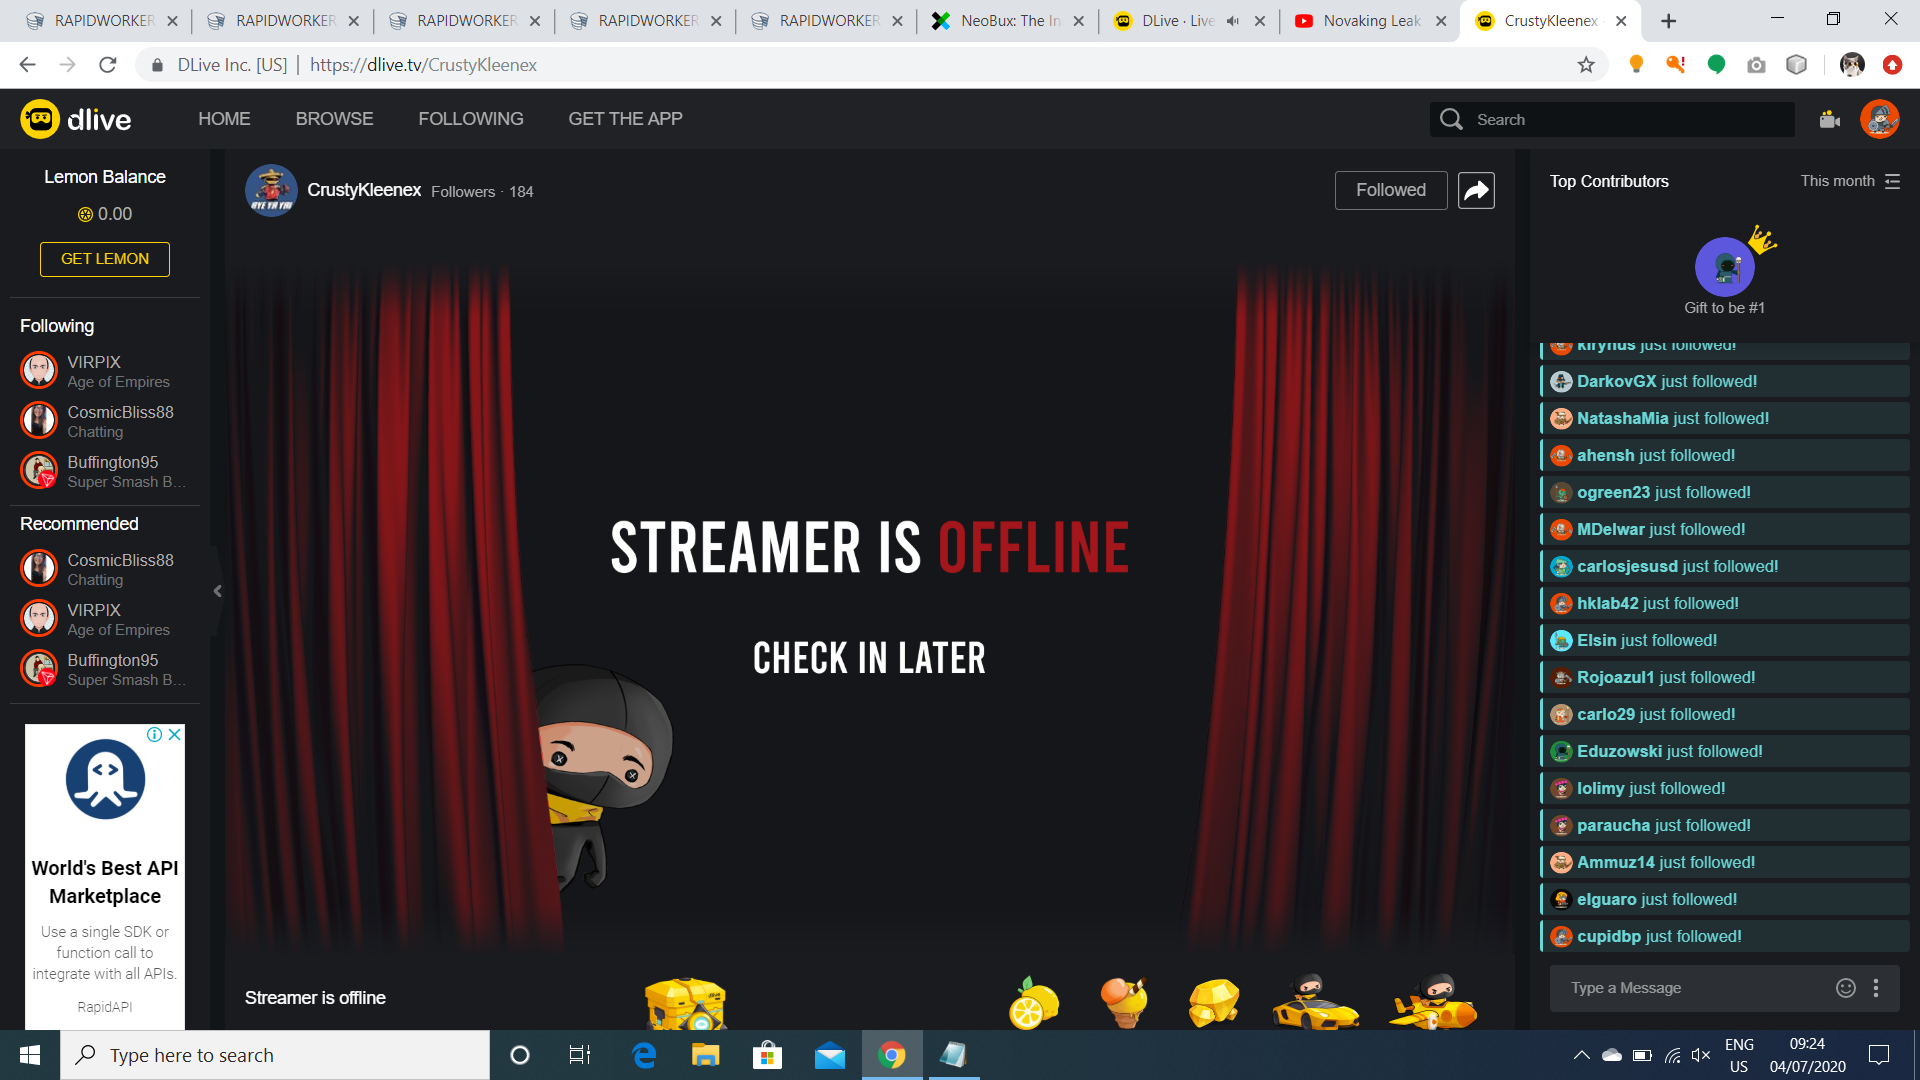 RAPIDWORKER
RAPIDWORKER
RAPIDWORKER
RAPIDWORKER
RAPIDWORKER
NeoBux: The In
DLive · Live
Novaking Leak
CrustyKleenex
DLive Inc. [US]
https://dlive.tv/CrustyKleenex
dlive
HOME
BROWSE
FOLLOWING
GET THE APP
Search
Lemon Balance
0.00
GET LEMON
Following
VIRPIX
Age of Empires
CosmicBliss88
Chatting
Buffington95
Super Smash B...
Recommended
CosmicBliss88
Chatting
VIRPIX
Age of Empires
Buffington95
Super Smash B...
World's Best API
Marketplace
Use a single SDK or
function call to
integrate with all APIs.
RapidAPI
AYE YA YAI
CrustyKleenex
Followers · 184
Followed
STREAMER IS OFFLINE
CHECK IN LATER
Streamer is offline
Top Contributors
This month
Gift to be #1
kirynus just followed!
DarkovGX just followed!
NatashaMia just followed!
ahensh just followed!
ogreen23 just followed!
MDelwar just followed!
carlosjesusd just followed!
hklab42 just followed!
Elsin just followed!
Rojoazul1 just followed!
carlo29 just followed!
Eduzowski just followed!
lolimy just followed!
paraucha just followed!
Ammuz14 just followed!
elguaro just followed!
cupidbp just followed!
Type a Message
Type here to search
ENG
US
09:24
04/07/2020